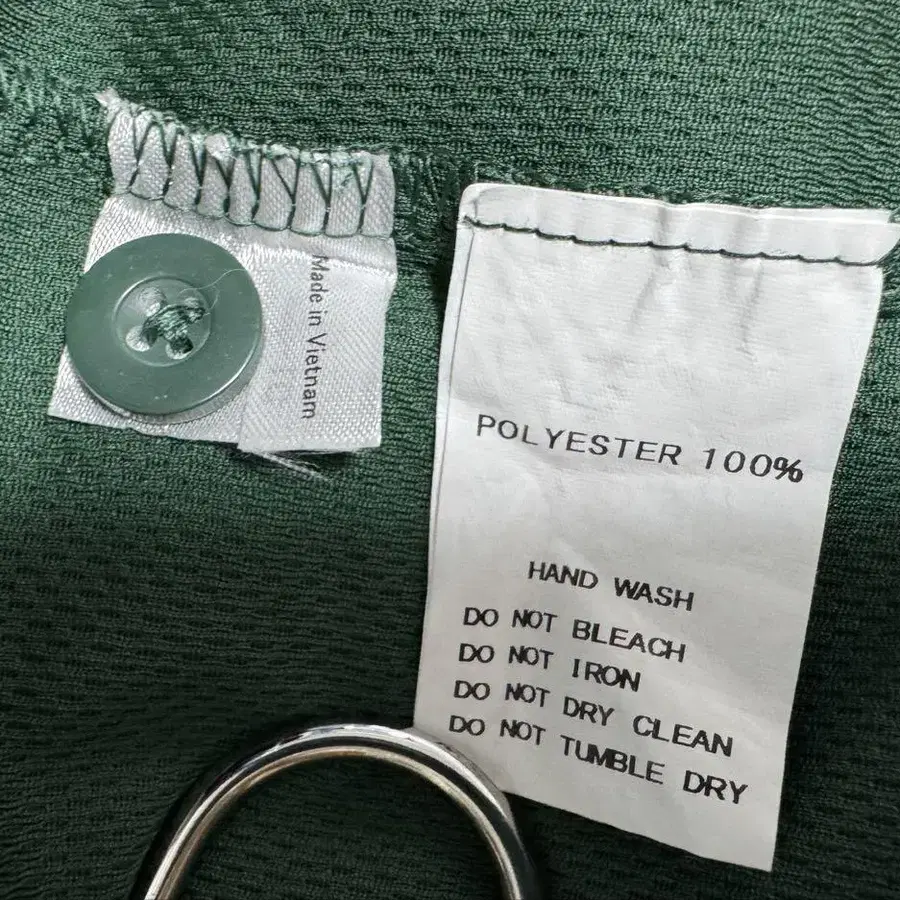 Made in Vietnam
POLYESTER 100%
HAND WASH
DO NOT BLEACH
DO NOT IRON
DO NOT DRY CLEAN
DO NOT TUMBLE DRY